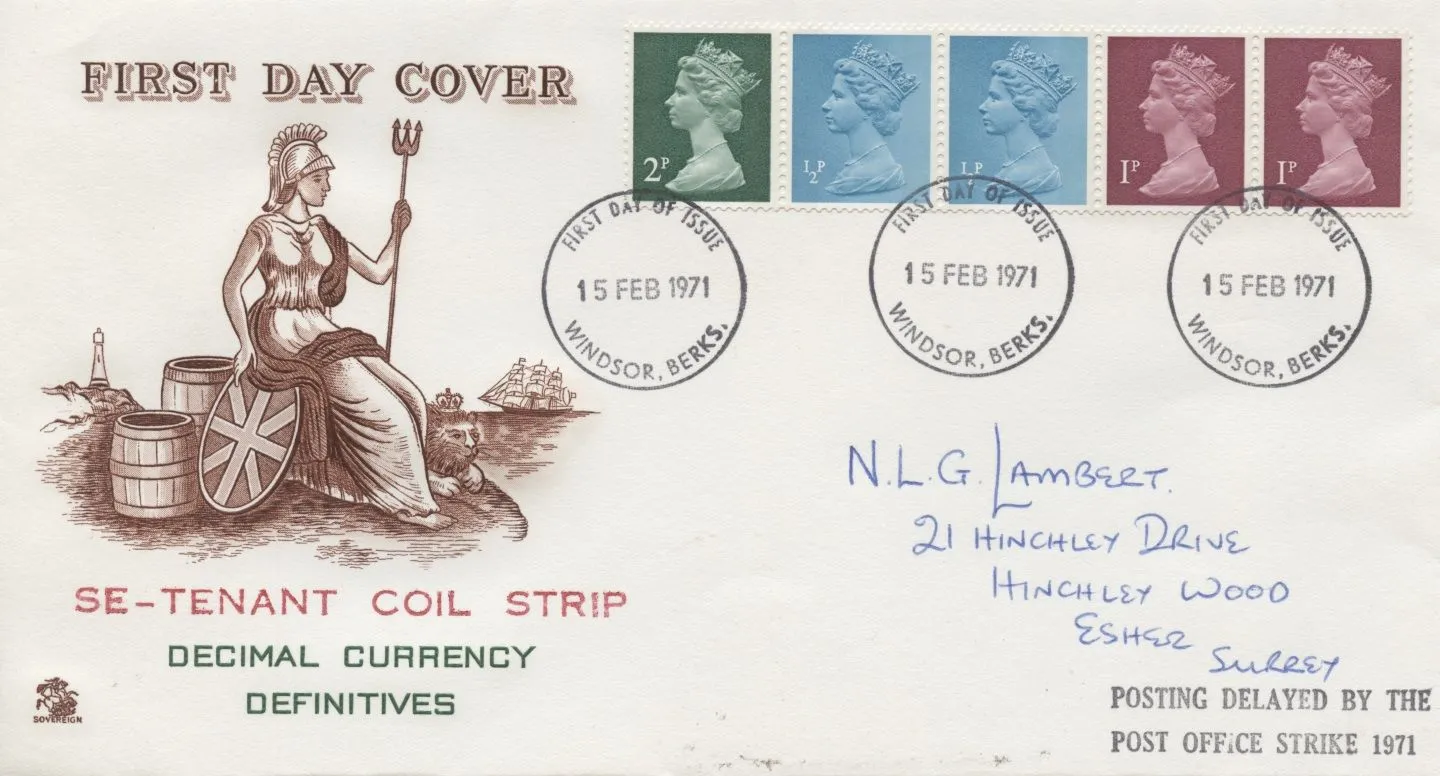 FIRST DAY COVER
2P
1/2P
1/2P
1P
1P
FIRST DAY OF ISSUE
15 FEB 1971
WINDSOR, BERKS.
FIRST DAY OF ISSUE
15 FEB 1971
WINDSOR, BERKS.
FIRST DAY OF ISSUE
15 FEB 1971
WINDSOR, BERKS.
N.L.G. LAMBERT.
21 HINCHLEY DRIVE
HINCHLEY WOOD
ESHER
SURREY
SE-TENANT COIL STRIP
DECIMAL CURRENCY
DEFINITIVES
SOVEREIGN
POSTING DELAYED BY THE
POST OFFICE STRIKE 1971